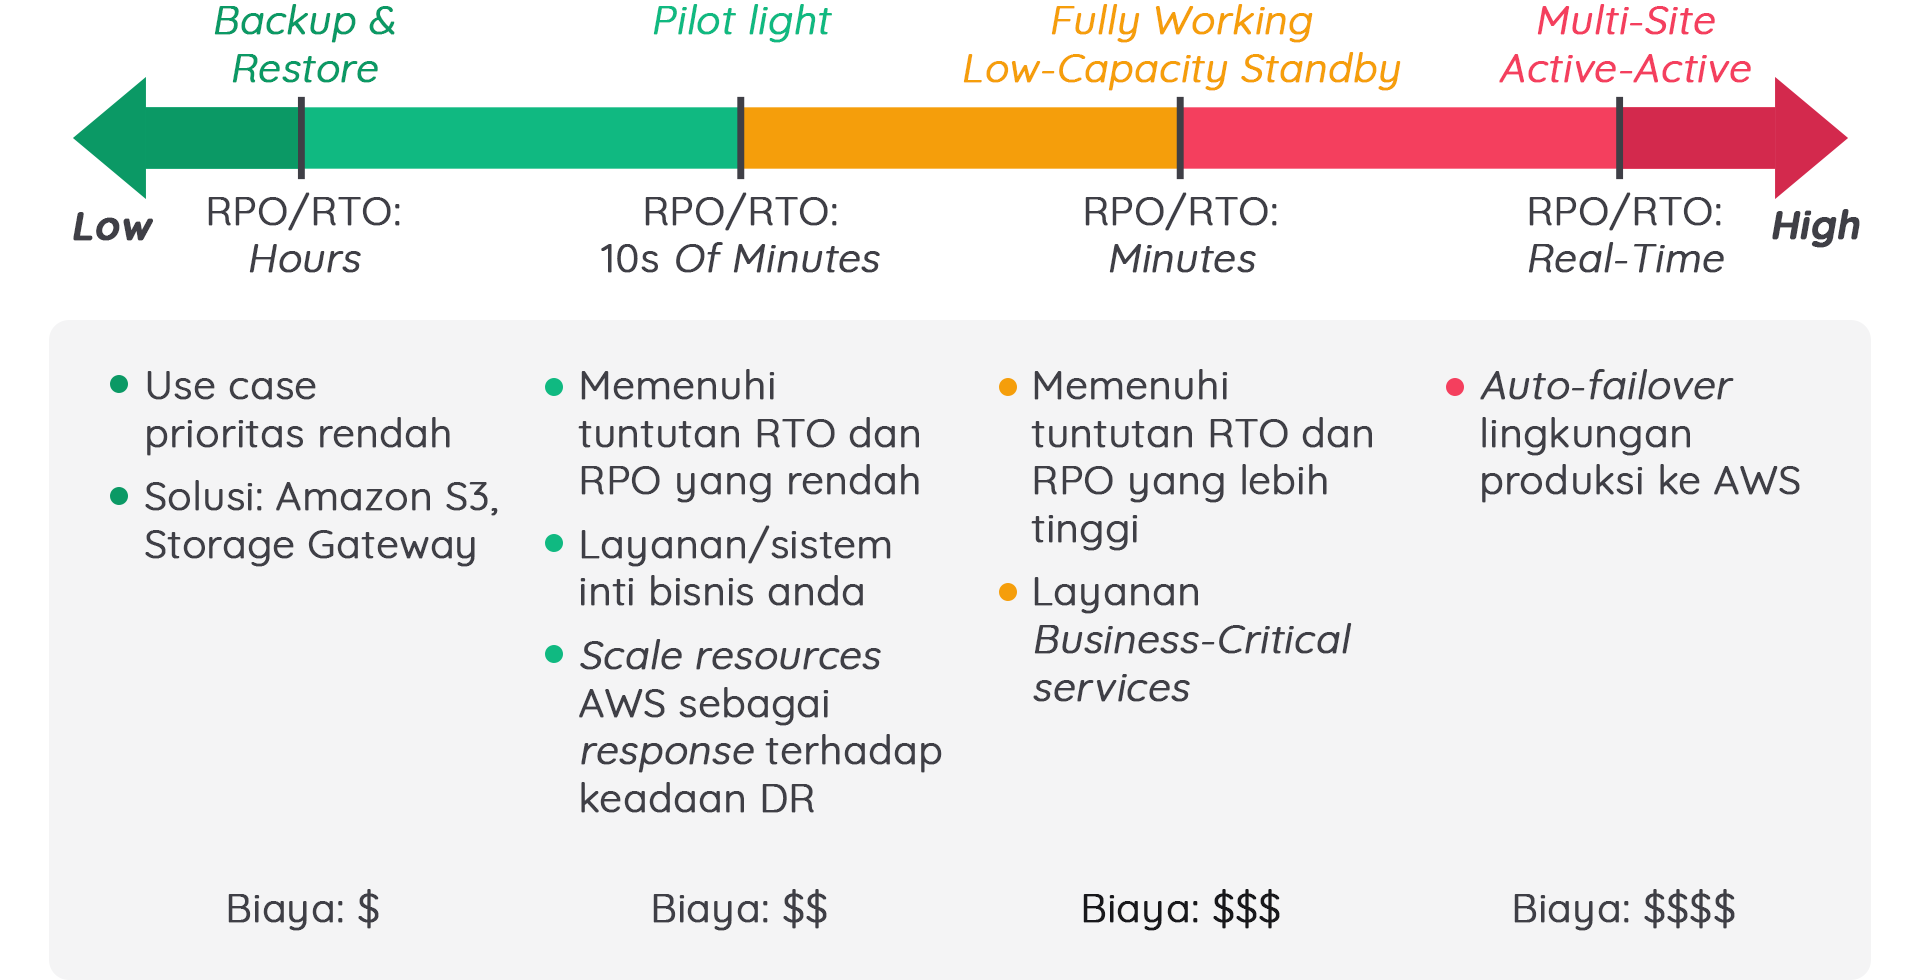 Backup &
Restore
Pilot light
Fully Working
Low-Capacity Standby
Multi-Site
Active-Active
Low
RPO/RTO:
Hours
RPO/RTO:
10s Of Minutes
RPO/RTO:
Minutes
RPO/RTO:
Real-Time
High
Use case
prioritas rendah
Solusi: Amazon S3,
Storage Gateway
Memenuhi
tuntutan RTO dan
RPO yang rendah
Layanan/sistem
inti bisnis anda
Scale resources
AWS sebagai
response terhadap
keadaan DR
Memenuhi
tuntutan RTO dan
RPO yang lebih
tinggi
Layanan
Business-Critical
services
Auto-failover
lingkungan
produksi ke AWS
Biaya: $
Biaya: $$
Biaya: $$$
Biaya: $$$$